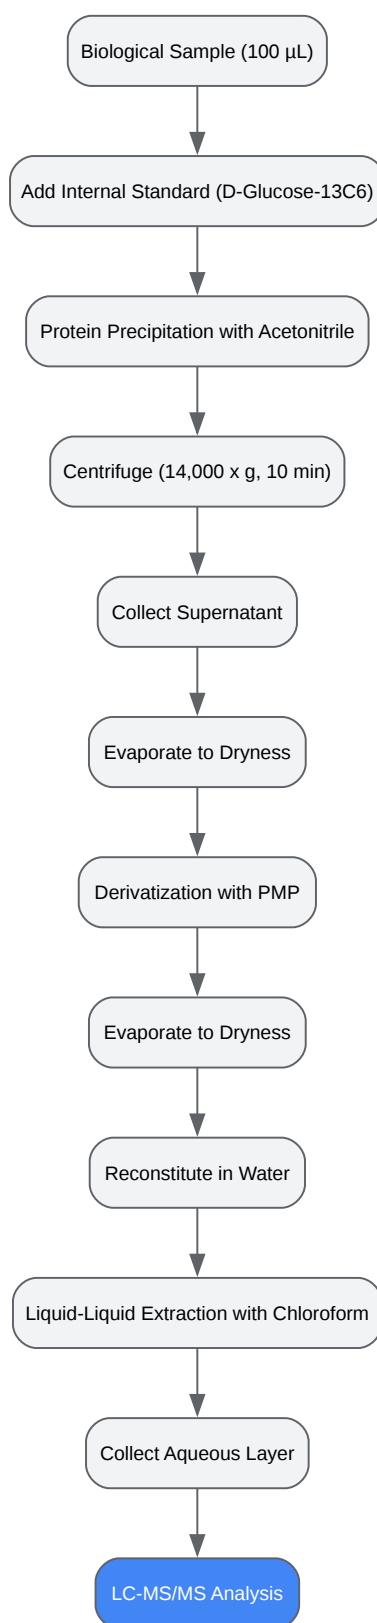 Biological Sample (100 µL)
Add Internal Standard (D-Glucose-13C6)
Protein Precipitation with Acetonitrile
Centrifuge (14,000 x g, 10 min)
Collect Supernatant
Evaporate to Dryness
Derivatization with PMP
Evaporate to Dryness
Reconstitute in Water
Liquid-Liquid Extraction with Chloroform
Collect Aqueous Layer
LC-MS/MS Analysis